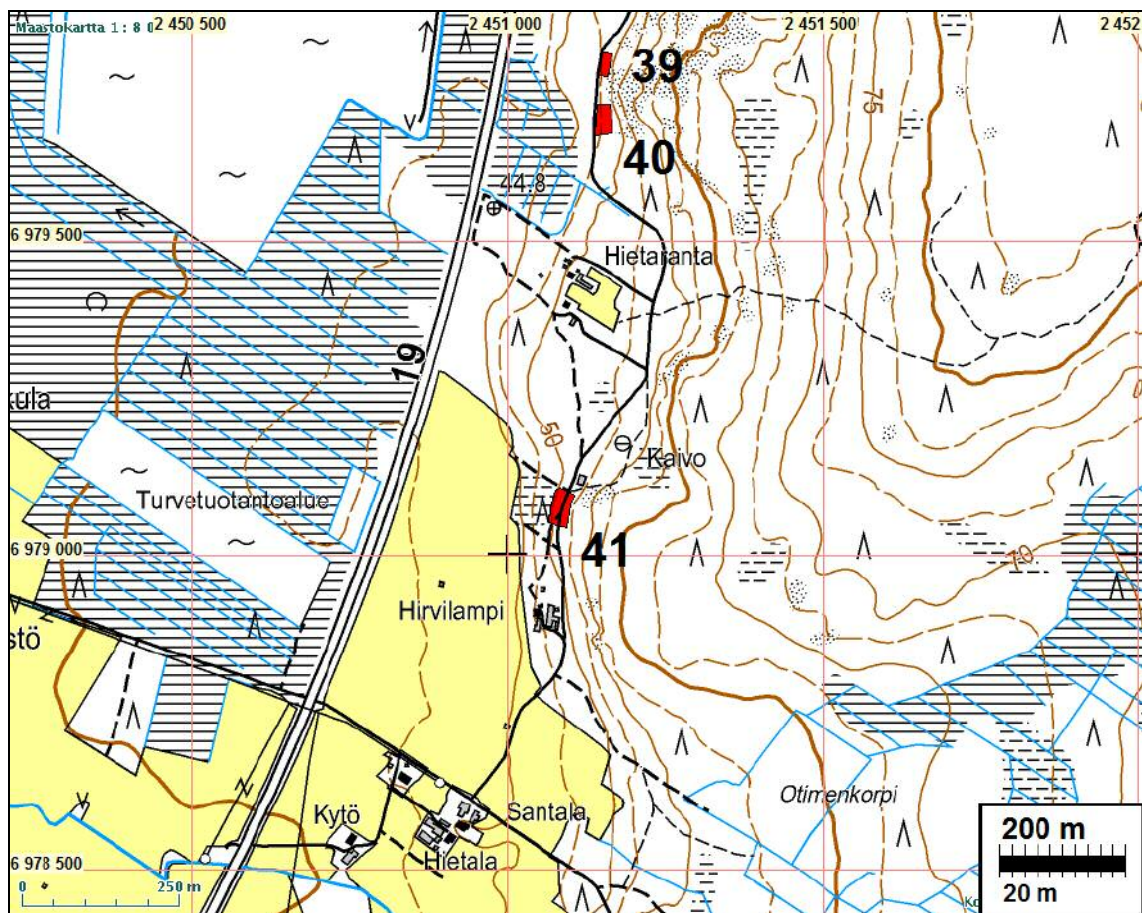 Maastokartta 1 : 8 0
2 450 500
2 451 000
2 451 500
2 452
39
75
40
44.8
6 979 500
Hietaranta
19
kula
50
Kaivo
Turvetuotantoalue
6 979 000
41
70
Hirvilampi
stö
Otimenkorpi
Kytö
Santala
200 m
Hietala
6 978 500
0
250 m
20 m